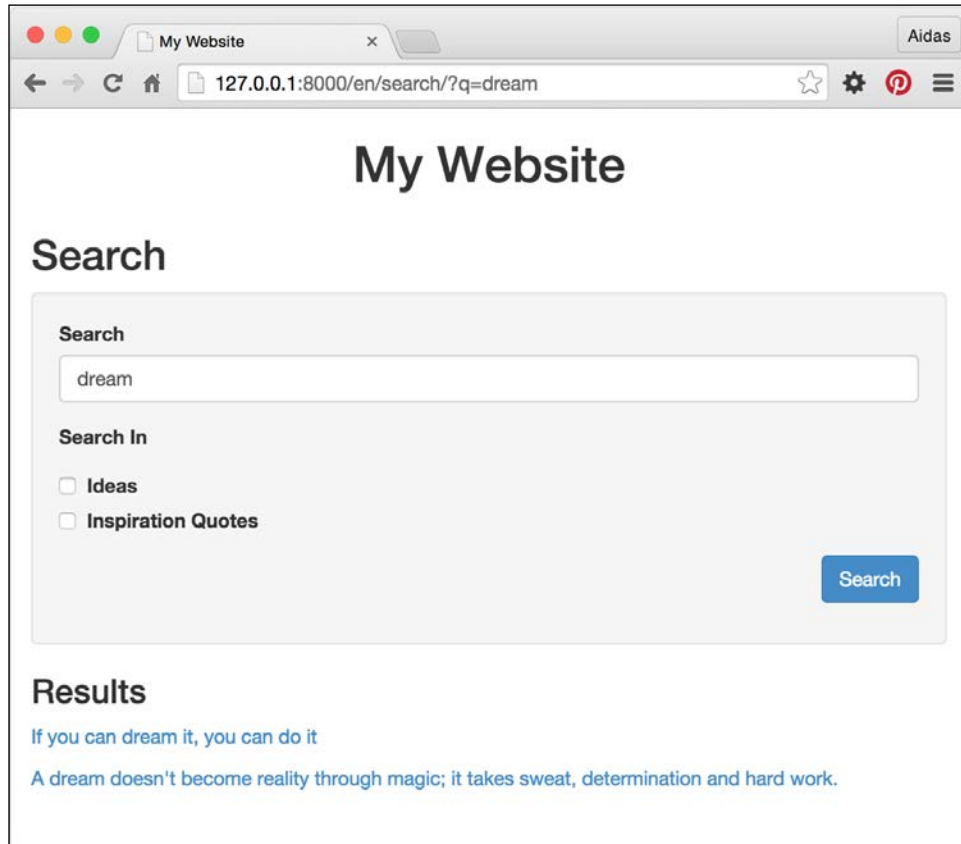 My Website
Aidas
127.0.0.1:8000/en/search/?q=dream
My Website
Search
Search
dream
Search In
Ideas
Inspiration Quotes
Search
Results
If you can dream it, you can do it
A dream doesn't become reality through magic; it takes sweat, determination and hard work.